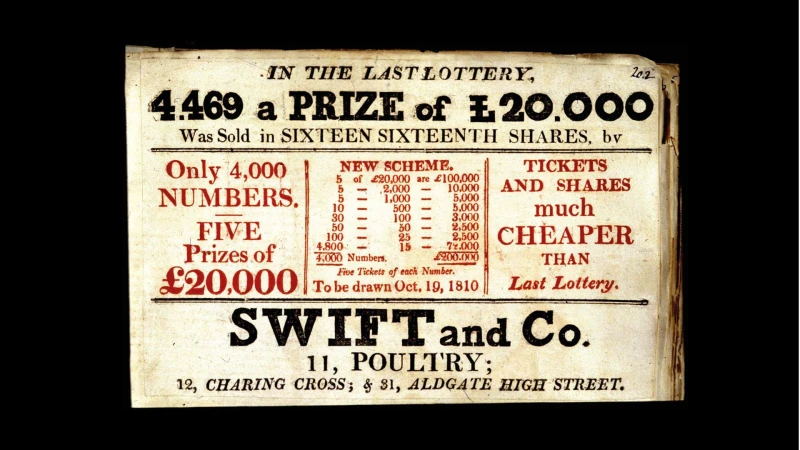 202
IN THE LAST LOTTERY,
4.469 a PRIZE of £20.000
Was Sold in SIXTEEN SIXTEENTH SHARES, by
Only 4,000
NUMBERS.
FIVE
Prizes of
£20,000
NEW SCHEME.
5 of £20,000 are £100,000
5 — 2,000 — 10,000
5 — 1,000 — 5,000
10 — 500 — 5,000
30 — 100 — 3,000
50 — 50 — 2,500
100 — 25 — 2,500
4,800 — 15 — 72,000
4,000 Numbers. £200,000
Five Tickets of each Number.
To be drawn Oct. 19, 1810
TICKETS
AND SHARES
much
CHEAPER
THAN
Last Lottery.
SWIFT and Co.
11, POULTRY;
12, CHARING CROSS; & 31, ALDGATE HIGH STREET.